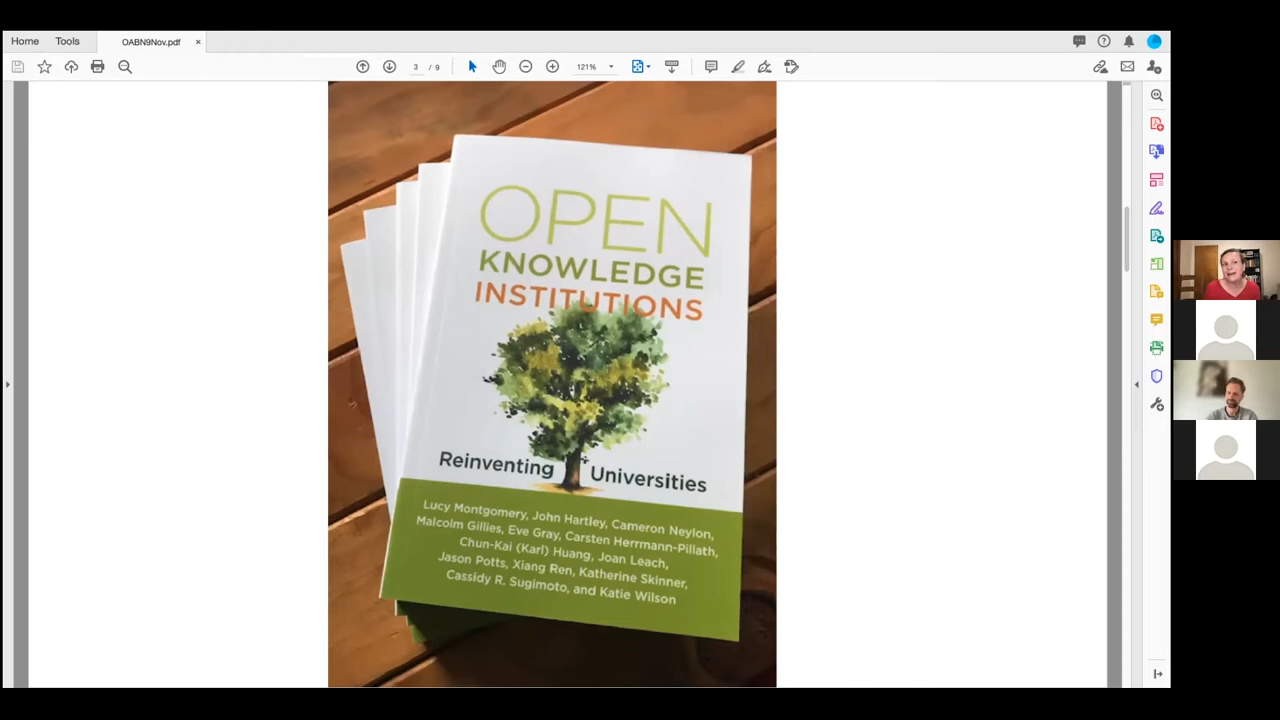 Home
Tools
OABN9Nov.pdf
3 / 9
121%
OPEN
KNOWLEDGE
INSTITUTIONS
Reinventing Universities
Lucy Montgomery, John Hartley, Cameron Neylon,
Malcolm Gillies, Eve Gray, Carsten Herrmann-Pillath,
Chun-Kai (Karl) Huang, Joan Leach,
Jason Potts, Xiang Ren, Katherine Skinner,
Cassidy R. Sugimoto, and Katie Wilson